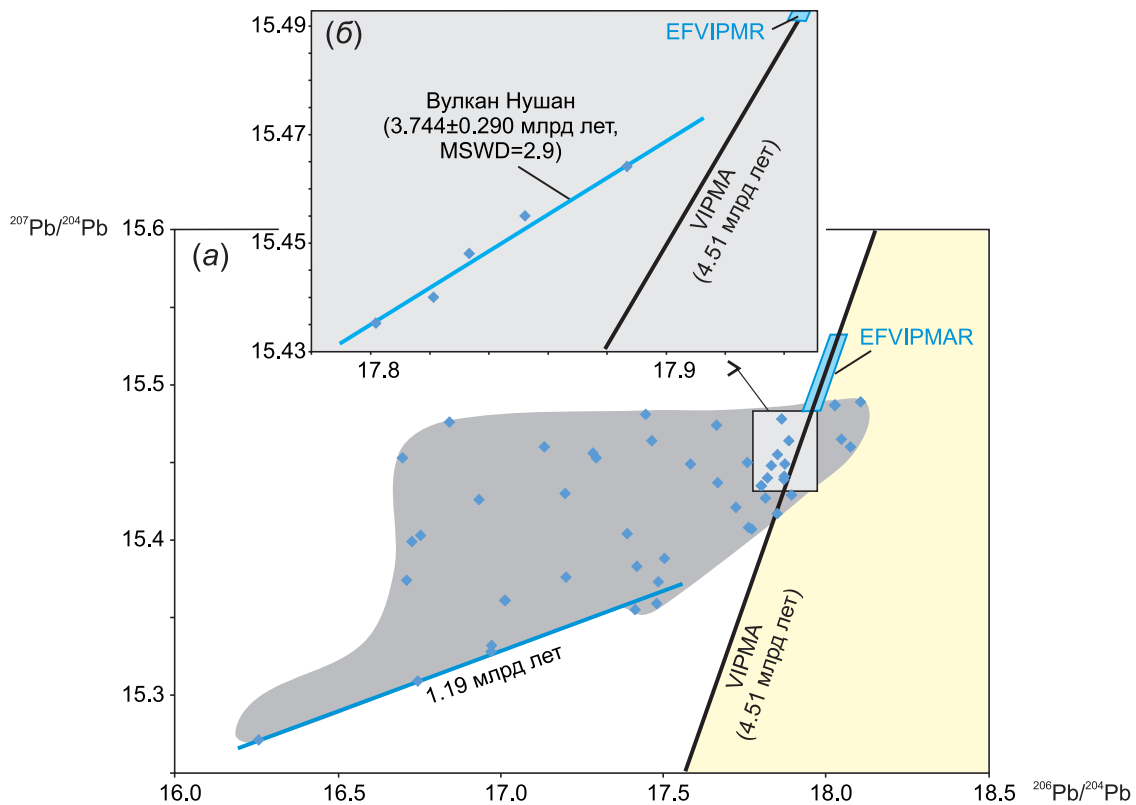 15.49
(б)
EFVIPMR
Вулкан Нушан
(3.744±0.290 млрд лет,
MSWD=2.9)
15.47
VIPMA
(4.51 млрд лет)
15.45
15.43
17.8
17.9
²⁰⁷Pb/²⁰⁴Pb
15.6
(а)
EFVIPMAR
15.5
15.4
15.3
1.19 млрд лет
VIPMA
(4.51 млрд лет)
16.0
16.5
17.0
17.5
18.0
18.5
²⁰⁶Pb/²⁰⁴Pb